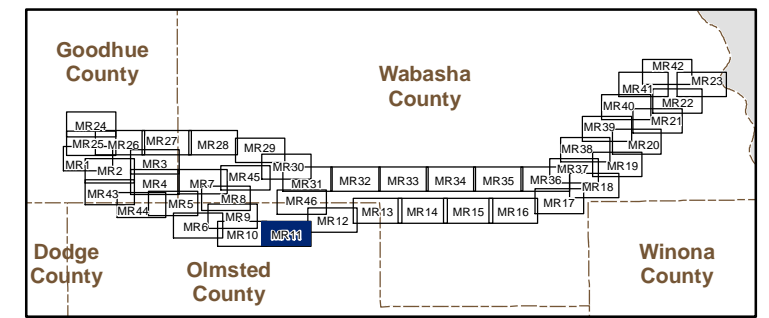 Goodhue
County
Wabasha
County
MR42
MR41
MR23
MR40
MR22
MR24
MR39
MR21
MR25
MR26
MR27
MR28
MR29
MR38
MR20
MR1
MR2
MR3
MR30
MR37
MR19
MR43
MR4
MR7
MR45
MR31
MR32
MR33
MR34
MR35
MR36
MR18
MR44
MR5
MR8
MR46
MR17
MR6
MR9
MR12
MR13
MR14
MR15
MR16
MR10
MR11
Dodge
County
Olmsted
County
Winona
County